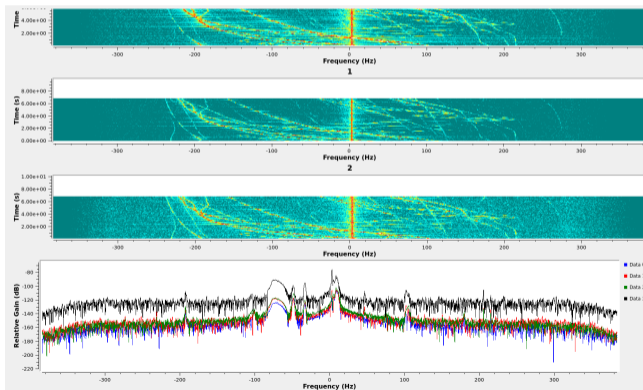 Time
4.00e+00
2.00e+00
-300 -200 -100 0 100 200 300
Frequency (Hz)
1
Time (s)
8.00e+00
6.00e+00
4.00e+00
2.00e+00
0.00e+00
-300 -200 -100 0 100 200 300
Frequency (Hz)
2
Time (s)
1.00e+01
8.00e+00
6.00e+00
4.00e+00
2.00e+00
-300 -200 -100 0 100 200 300
Frequency (Hz)
Relative Gain (dB)
-80
-100
-120
-140
-160
-180
-200
-220
-300 -200 -100 0 100 200 300
Frequency (Hz)
Data
Data
Data
Data